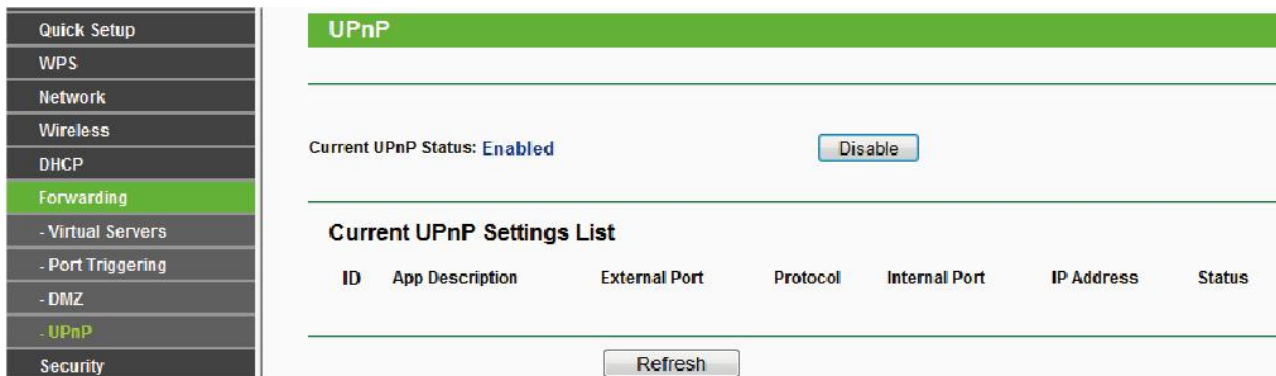 Quick Setup
WPS
Network
Wireless
DHCP
Forwarding
- Virtual Servers
- Port Triggering
- DMZ
- UPnP
Security
UPnP
Current UPnP Status: Enabled
Disable
Current UPnP Settings List
ID App Description External Port Protocol Internal Port IP Address Status
Refresh